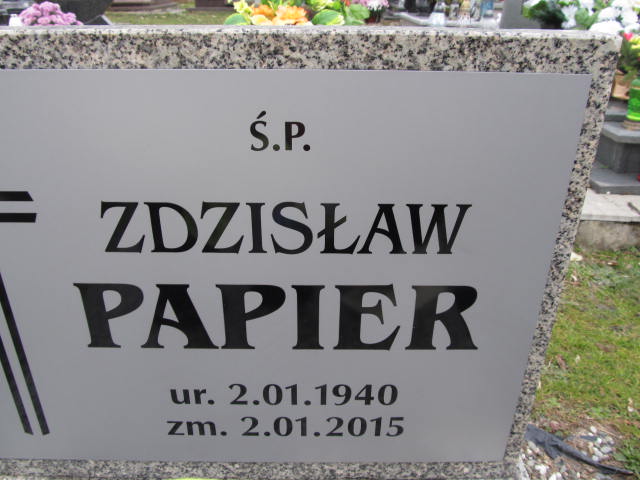 Ś.P.
ZDZISŁAW
PAPIER
ur. 2.01.1940
zm. 2.01.2015